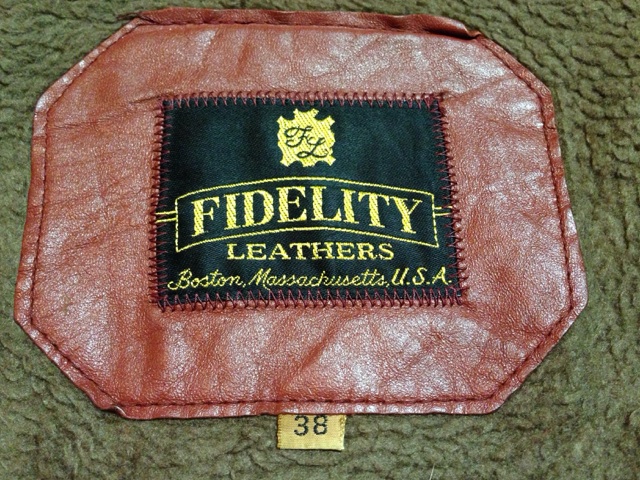 FL
FIDELITY
LEATHERS
Boston, Massachusetts, U.S.A.
38